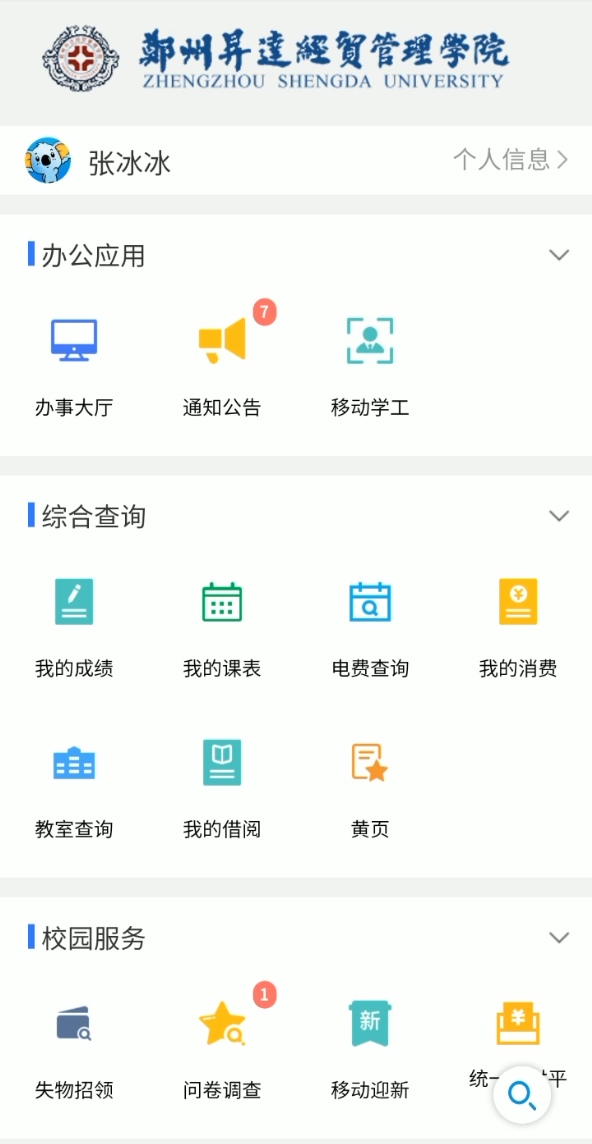 鄭州昇達經貿管理學院
ZHENGZHOU SHENGDA UNIVERSITY
张冰冰 个人信息
办公应用
7
办事大厅 通知公告 移动学工
综合查询
我的成绩 我的课表 电费查询 我的消费
教室查询 我的借阅 黄页
校园服务
1
新
失物招领 问卷调查 移动迎新 统一 平